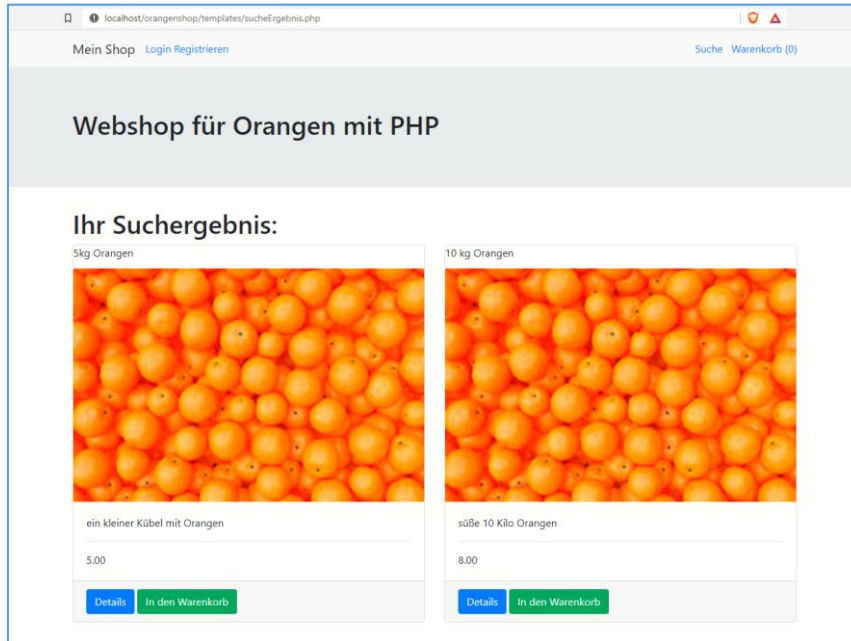 localhost/orangenshop/templates/sucheErgebnis.php
Mein Shop Login Registrieren Suche Warenkorb (0)
Webshop für Orangen mit PHP
Ihr Suchergebnis:
5kg Orangen
ein kleiner Kübel mit Orangen
5.00
Details In den Warenkorb
10 kg Orangen
süße 10 Kilo Orangen
8.00
Details In den Warenkorb